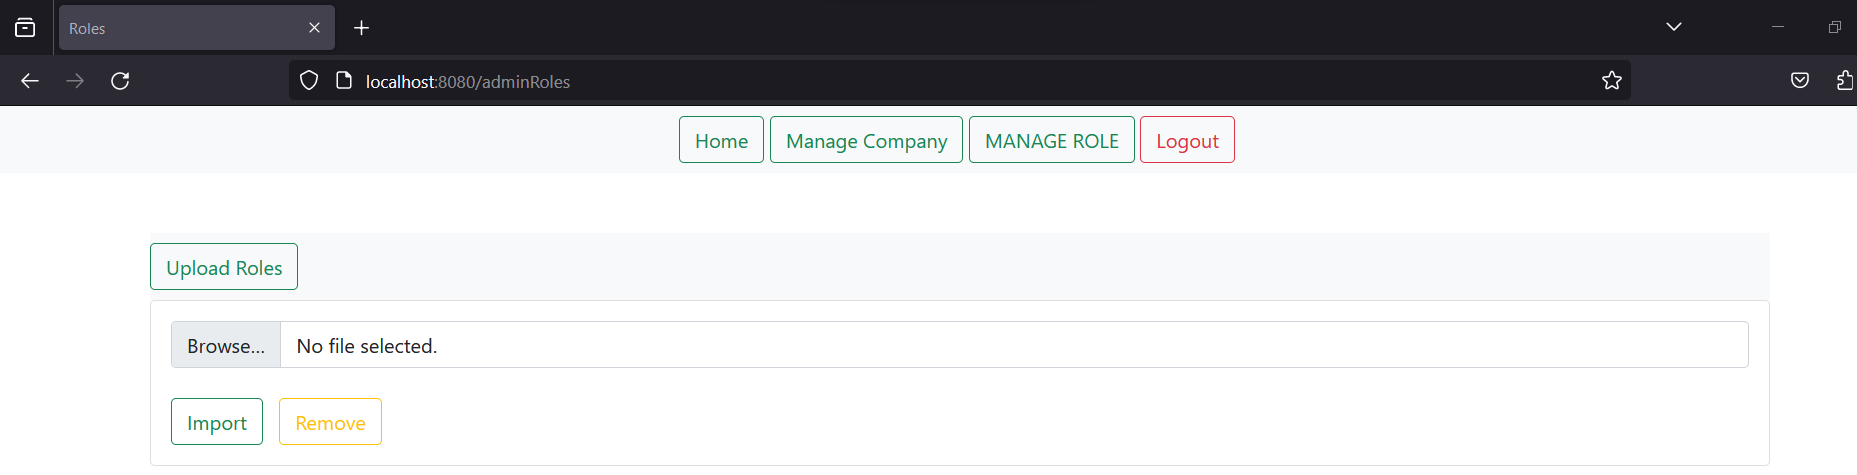 Roles
localhost:8080/adminRoles
Home Manage Company MANAGE ROLE Logout
Upload Roles
Browse... No file selected.
Import Remove